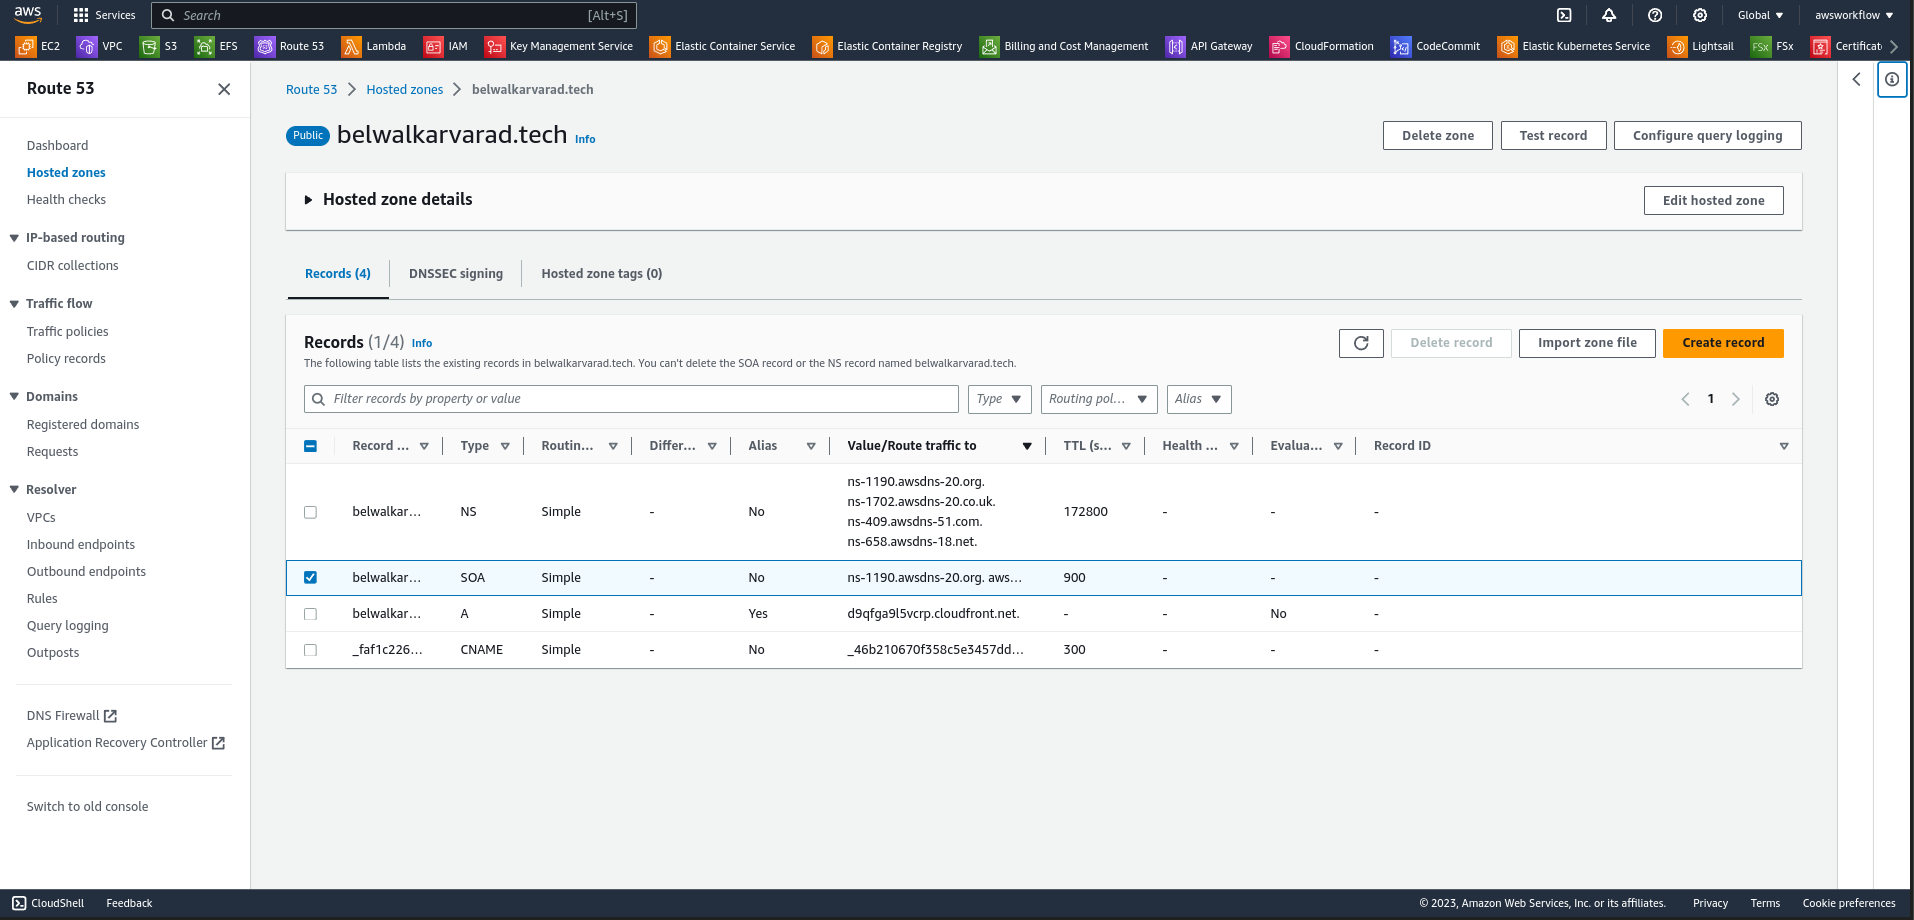 aws
Services
Search
[Alt+S]
Global
awsworkflow
EC2
VPC
S3
EFS
Route 53
Lambda
IAM
Key Management Service
Elastic Container Service
Elastic Container Registry
Billing and Cost Management
API Gateway
CloudFormation
CodeCommit
Elastic Kubernetes Service
Lightsail
FSx
FSx
Certificat
Route 53
Dashboard
Hosted zones
Health checks
IP-based routing
CIDR collections
Traffic flow
Traffic policies
Policy records
Domains
Registered domains
Requests
Resolver
VPCs
Inbound endpoints
Outbound endpoints
Rules
Query logging
Outposts
DNS Firewall
Application Recovery Controller
Switch to old console
Route 53
Hosted zones
belwalkarvarad.tech
Public
belwalkarvarad.tech
Info
Delete zone
Test record
Configure query logging
Hosted zone details
Edit hosted zone
Records (4)
DNSSEC signing
Hosted zone tags (0)
Records (1/4) Info
The following table lists the existing records in belwalkarvarad.tech. You can't delete the SOA record or the NS record named belwalkarvarad.tech.
Delete record
Import zone file
Create record
Filter records by property or value
Type
Routing pol...
Alias
1
Record ...
Type
Routin...
Differ...
Alias
Value/Route traffic to
TTL (s...
Health ...
Evalua...
Record ID
belwalkar...
NS
Simple
-
No
ns-1190.awsdns-20.org.
ns-1702.awsdns-20.co.uk.
ns-409.awsdns-51.com.
ns-658.awsdns-18.net.
172800
-
-
-
belwalkar...
SOA
Simple
-
No
ns-1190.awsdns-20.org. aws...
900
-
-
-
belwalkar...
A
Simple
-
Yes
d9qfga9l5vcrp.cloudfront.net.
-
-
No
-
_faf1c226...
CNAME
Simple
-
No
_46b210670f358c5e3457dd...
300
-
-
-
CloudShell
Feedback
© 2023, Amazon Web Services, Inc. or its affiliates.
Privacy
Terms
Cookie preferences